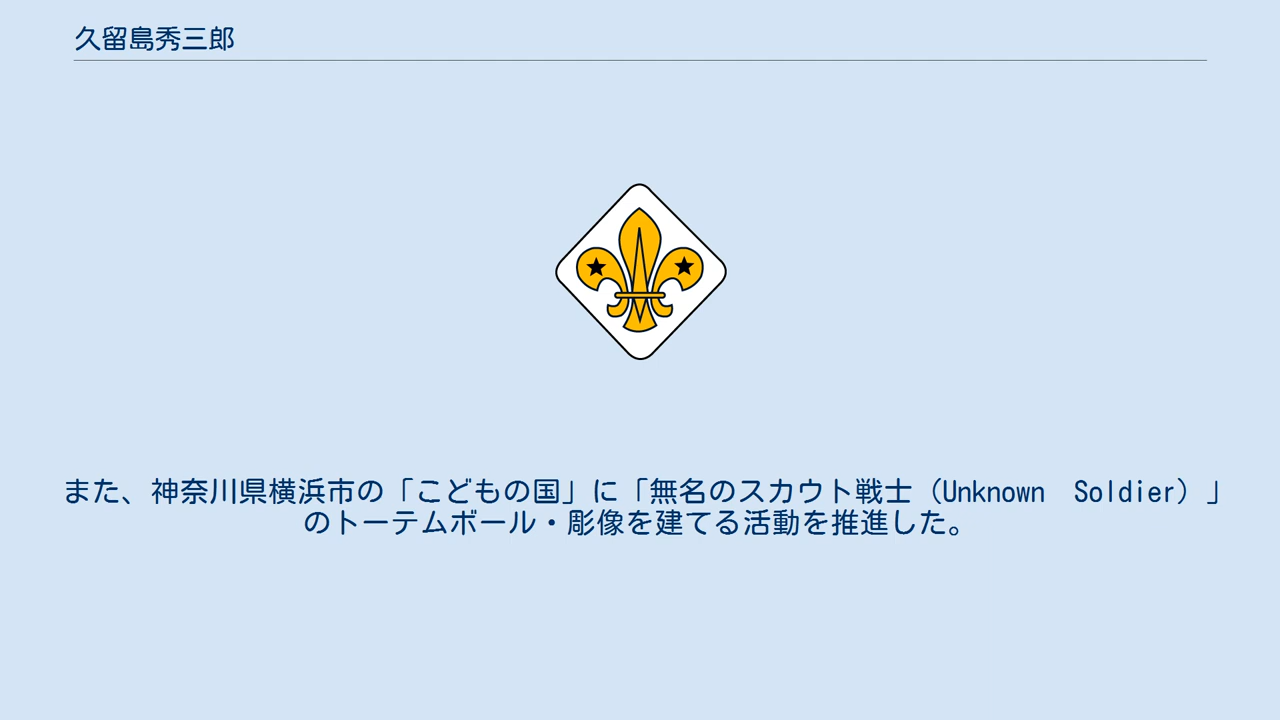 久留島秀三郎
また、神奈川県横浜市の「こどもの国」に「無名のスカウト戦士（Unknown　Soldier）」
のトーテムボール・彫像を建てる活動を推進した。